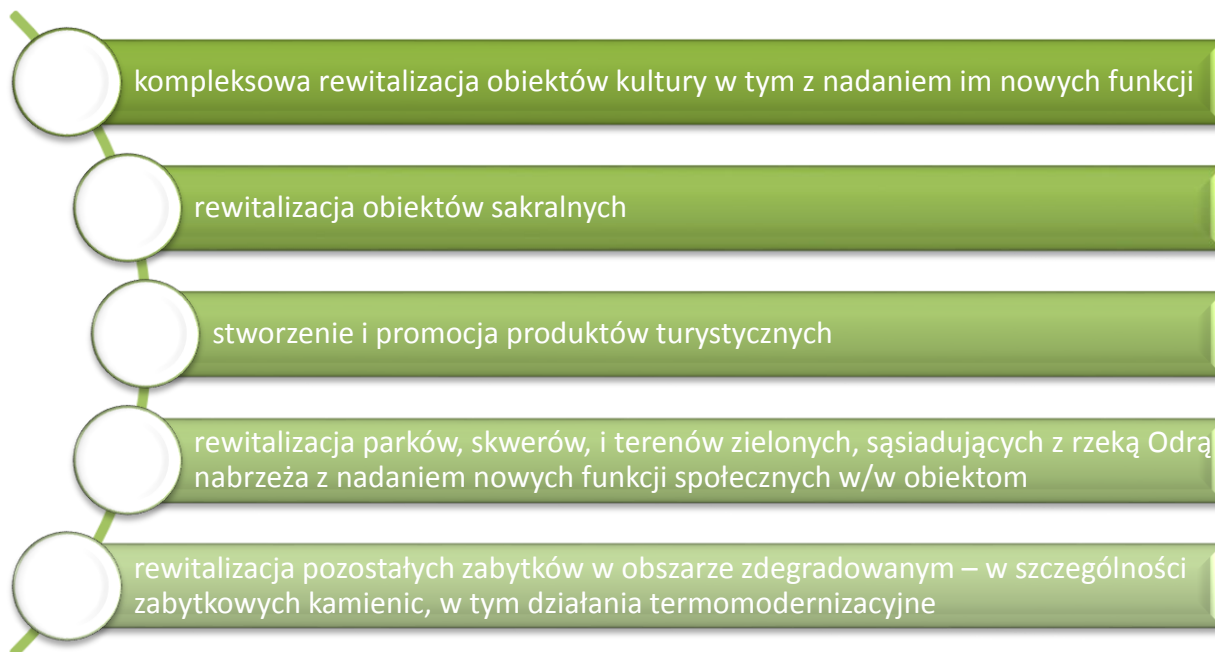 kompleksowa rewitalizacja obiektów kultury w tym z nadaniem im nowych funkcji
rewitalizacja obiektów sakralnych
stworzenie i promocja produktów turystycznych
rewitalizacja parków, skwerów, i terenów zielonych, sąsiadujących z rzeką Odrą
nabrzeża z nadaniem nowych funkcji społecznych w/w obiektom
rewitalizacja pozostałych zabytków w obszarze zdegradowanym – w szczególności
zabytkowych kamienic, w tym działania termomodernizacyjne